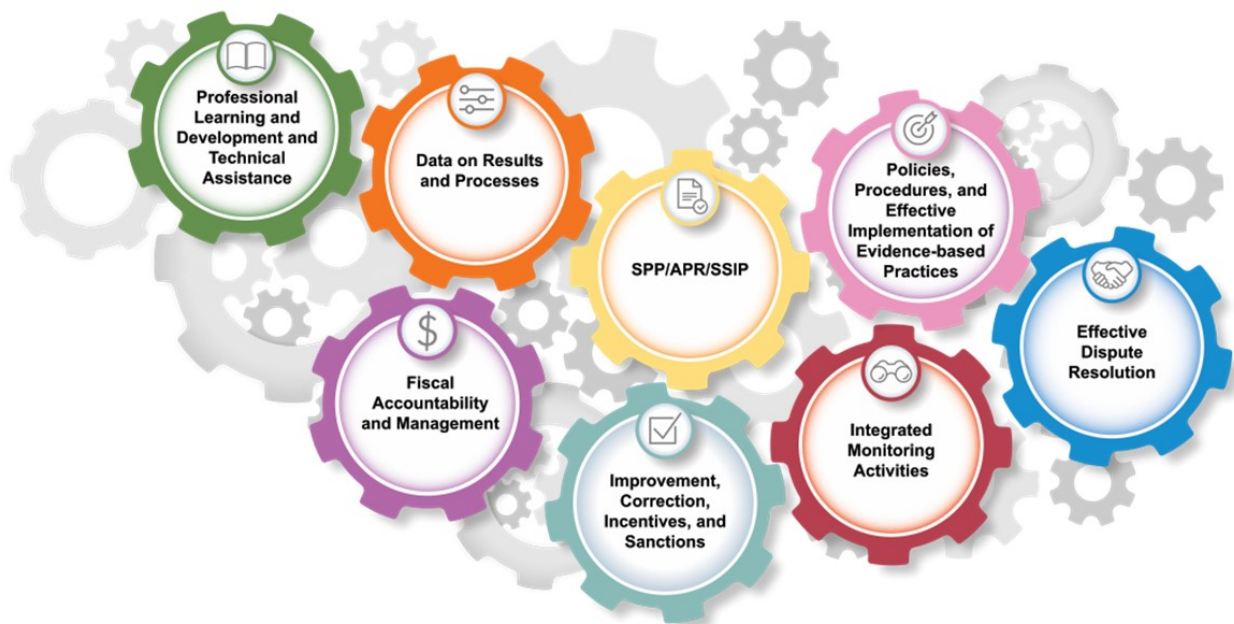 Professional
Learning and
Development and
Technical
Assistance
Data on Results
and Processes
SPP/APR/SSIP
Policies,
Procedures, and
Effective
Implementation of
Evidence-based
Practices
Effective
Dispute
Resolution
$
Fiscal
Accountability
and Management
Improvement,
Correction,
Incentives, and
Sanctions
Integrated
Monitoring
Activities